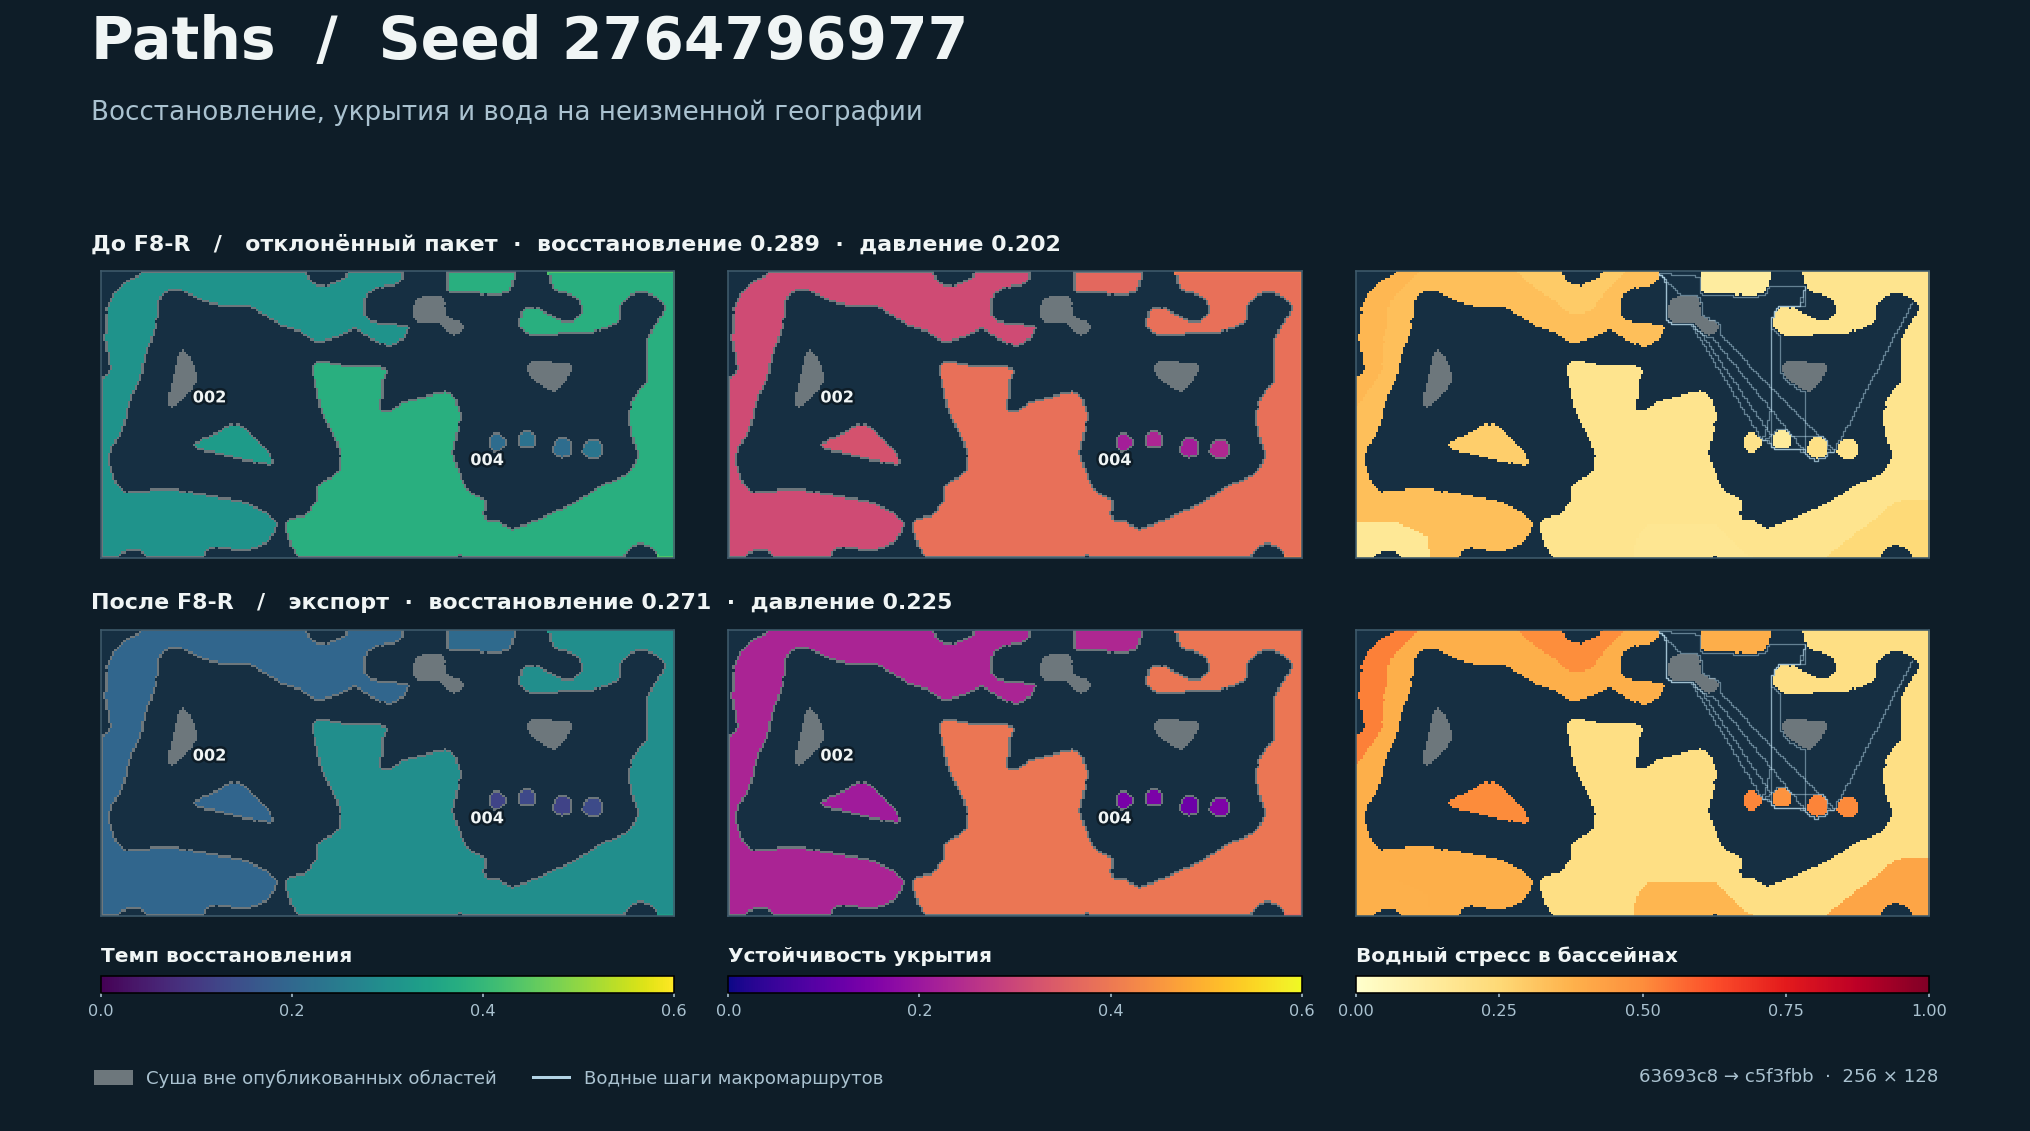 Paths / Seed 2764796977
Восстановление, укрытия и вода на неизменной географии
До F8-R / отклонённый пакет · восстановление 0.289 · давление 0.202
002
004
002
004
После F8-R / экспорт · восстановление 0.271 · давление 0.225
002
004
002
004
Темп восстановления
0.0 0.2 0.4 0.6
Устойчивость укрытия
0.0 0.2 0.4 0.6
Водный стресс в бассейнах
0.00 0.25 0.50 0.75 1.00
Суша вне опубликованных областей
Водные шаги макромаршрутов
63693c8 → c5f3fbb · 256 × 128